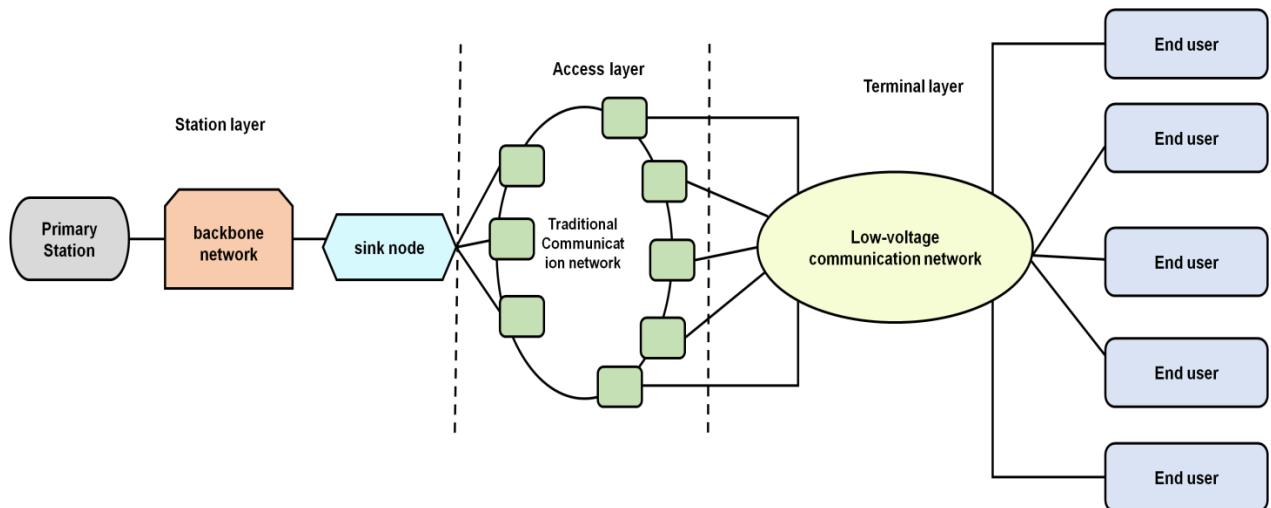 Station layer
Access layer
Terminal layer
Primary
Station
backbone
network
sink node
Traditional
Communicat
ion network
Low-voltage
communication network
End user
End user
End user
End user
End user